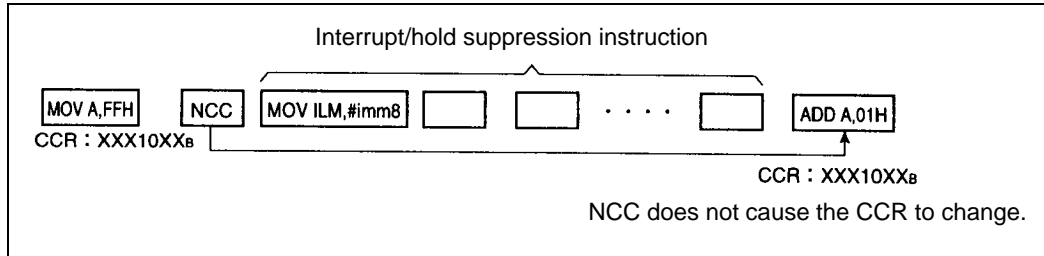 Interrupt/hold suppression instruction
MOV A,FFH NCC MOV ILM,#imm8 · · · · ADD A,01H
CCR : XXX10XXB
CCR : XXX10XXB
NCC does not cause the CCR to change.